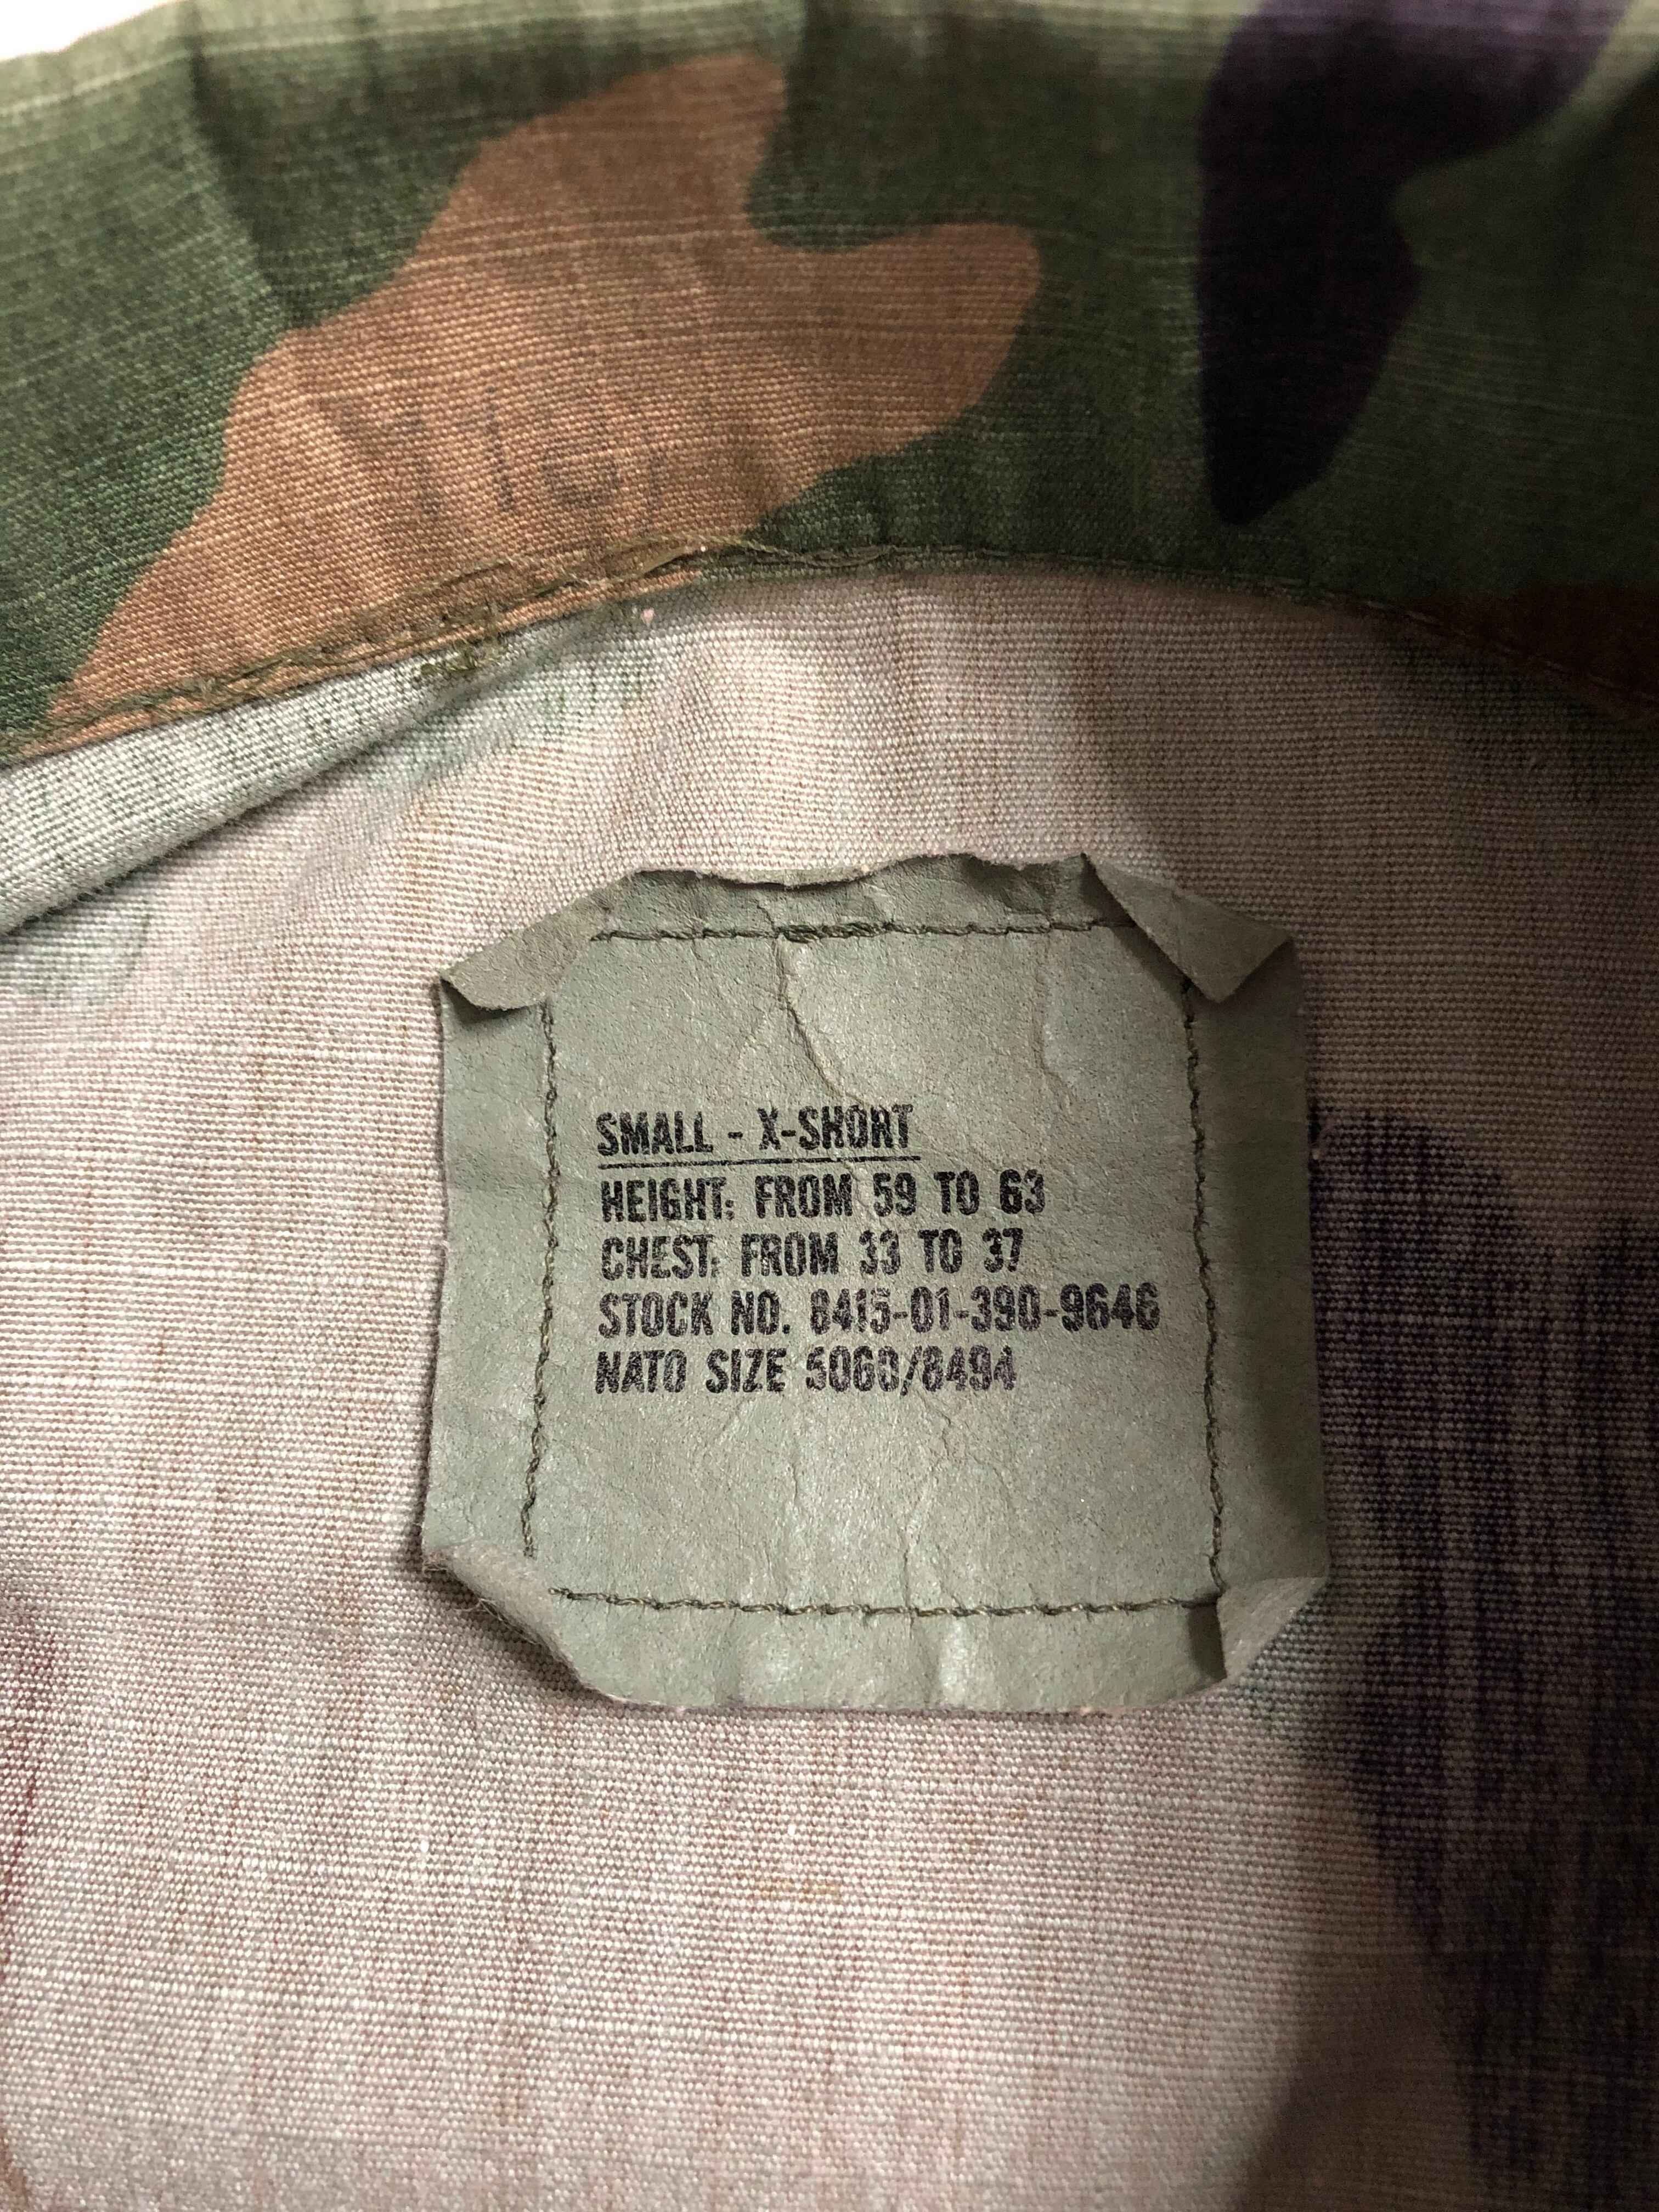 SMALL - X-SHORT
HEIGHT: FROM 59 TO 63
CHEST: FROM 33 TO 37
STOCK NO. 8415-01-390-9646
NATO SIZE 5060/8494